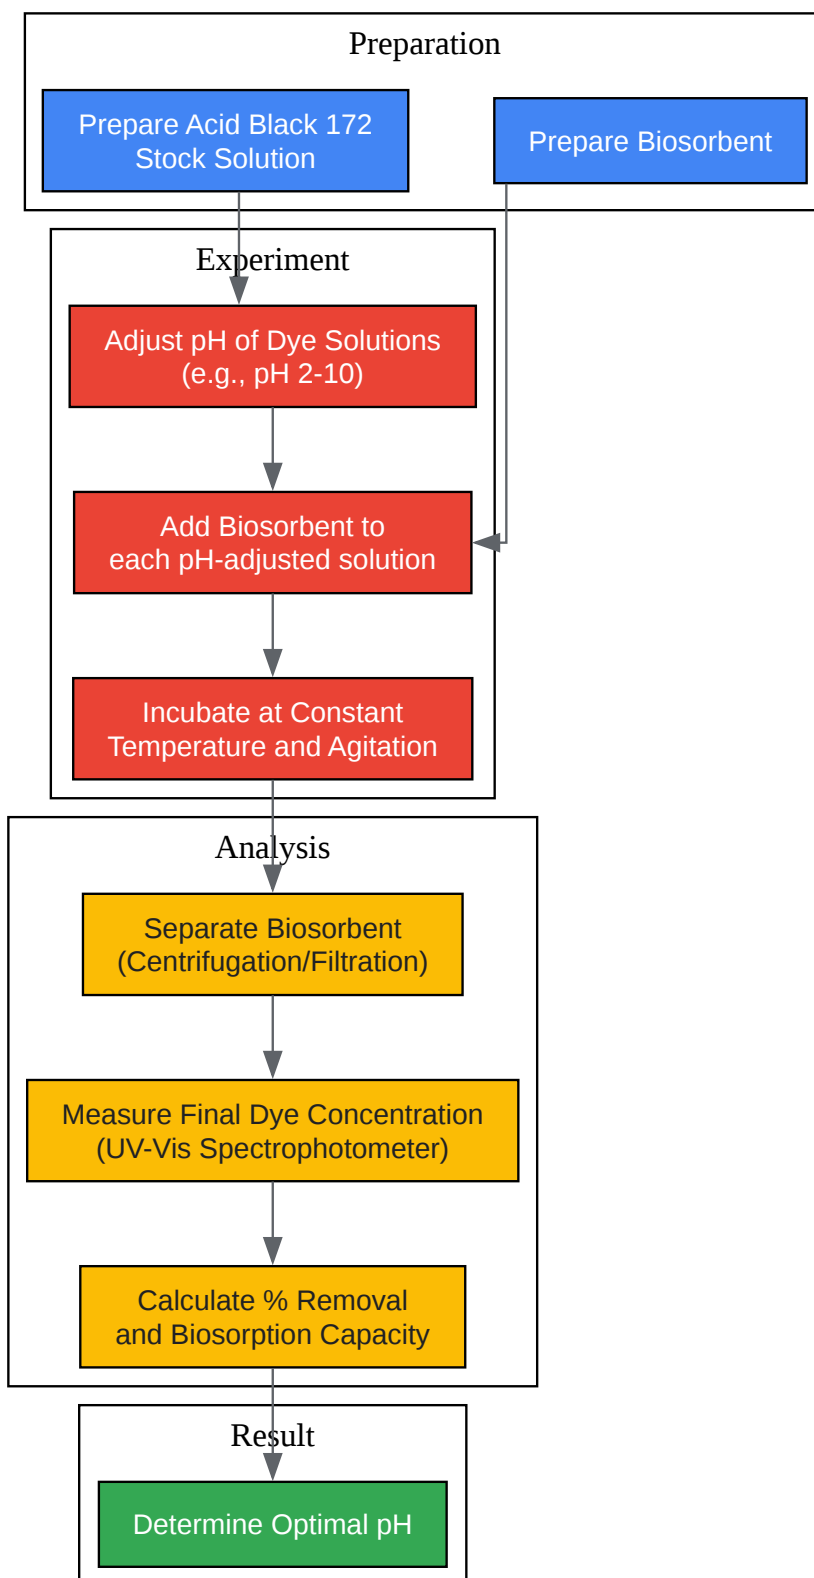 Preparation
Prepare Acid Black 172
Stock Solution
Prepare Biosorbent
Experiment
Adjust pH of Dye Solutions
(e.g., pH 2-10)
Add Biosorbent to
each pH-adjusted solution
Incubate at Constant
Temperature and Agitation
Analysis
Separate Biosorbent
(Centrifugation/Filtration)
Measure Final Dye Concentration
(UV-Vis Spectrophotometer)
Calculate % Removal
and Biosorption Capacity
Result
Determine Optimal pH